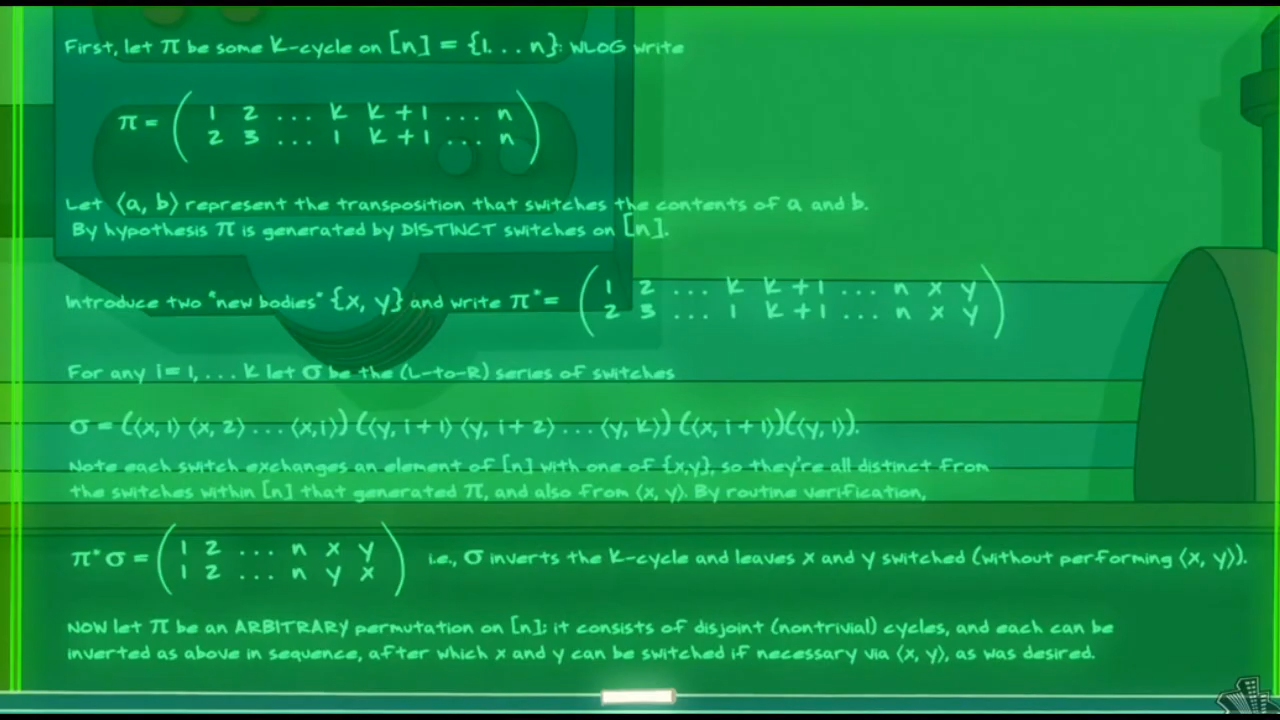 First, let π be some k-cycle on [n] = {1. . . n}: WLOG write
π = ( 1 2 ... k k+1 ... n
2 3 ... 1 k+1 ... n )
Let ⟨a, b⟩ represent the transposition that switches the contents of a and b.
By hypothesis π is generated by DISTINCT switches on [n].
Introduce two "new bodies" {x, y} and write π* = ( 1 2 ... k k+1 ... n x y
2 3 ... 1 k+1 ... n x y )
For any i= 1, . . . k let σ be the (L-to-R) series of switches
σ = (⟨x, 1⟩ ⟨x, 2⟩ ... ⟨x,i⟩) (⟨y, i+1⟩ ⟨y, i+2⟩ ... ⟨y, k⟩) (⟨x, i+1⟩)(⟨y, 1⟩).
Note each switch exchanges an element of [n] with one of {x,y}, so they're all distinct from
the switches within [n] that generated π, and also from ⟨x, y⟩. By routine verification,
π* σ = ( 1 2 ... n x y
1 2 ... n y x ) i.e., σ inverts the k-cycle and leaves x and y switched (without performing ⟨x, y⟩).
NOW let π be an ARBITRARY permutation on [n]; it consists of disjoint (nontrivial) cycles, and each can be
inverted as above in sequence, after which x and y can be switched if necessary via ⟨x, y⟩, as was desired.